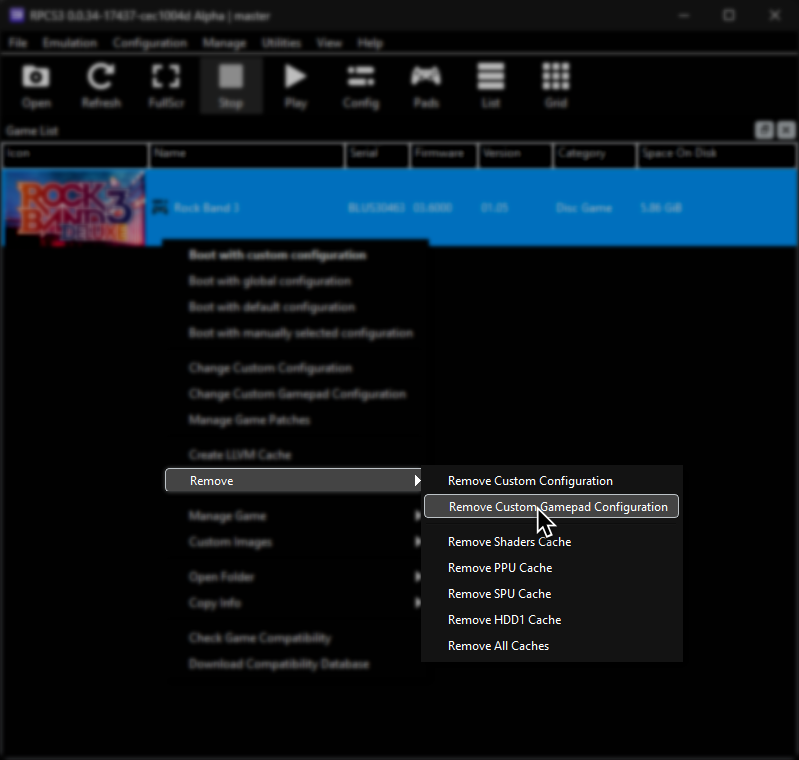 RPCS3 0.0.34-17437-cec1004d Alpha | master
File Emulation Configuration Manage Utilities View Help
Open Refresh FullScr Stop Play Config Pads List Grid
Game List
Icon Name Serial Firmware Version Category Space On Disk
ROCK BAND 3 DELUXE
Rock Band 3 BLUS30463 03.6000 01.05 Disc Game 5.86 GiB
Boot with custom configuration
Boot with global configuration
Boot with default configuration
Boot with manually selected configuration
Change Custom Configuration
Change Custom Gamepad Configuration
Manage Game Patches
Create LLVM Cache
Remove
Remove Custom Configuration
Remove Custom Gamepad Configuration
Remove Shaders Cache
Remove PPU Cache
Remove SPU Cache
Remove HDD1 Cache
Remove All Caches
Manage Game
Custom Images
Open Folder
Copy Info
Check Game Compatibility
Download Compatibility Database